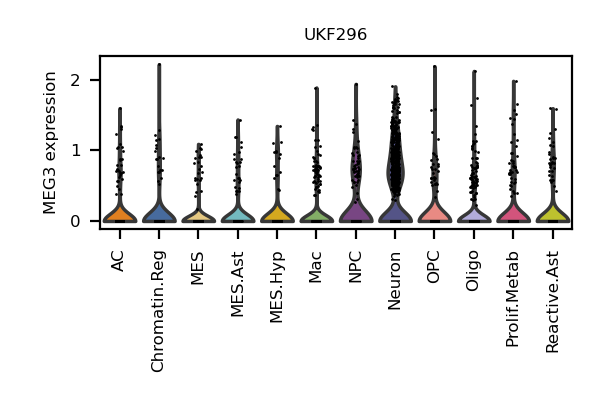 UKF296
MEG3 expression
2
1
0
AC
Chromatin.Reg
MES
MES.Ast
MES.Hyp
Mac
NPC
Neuron
OPC
Oligo
Prolif.Metab
Reactive.Ast